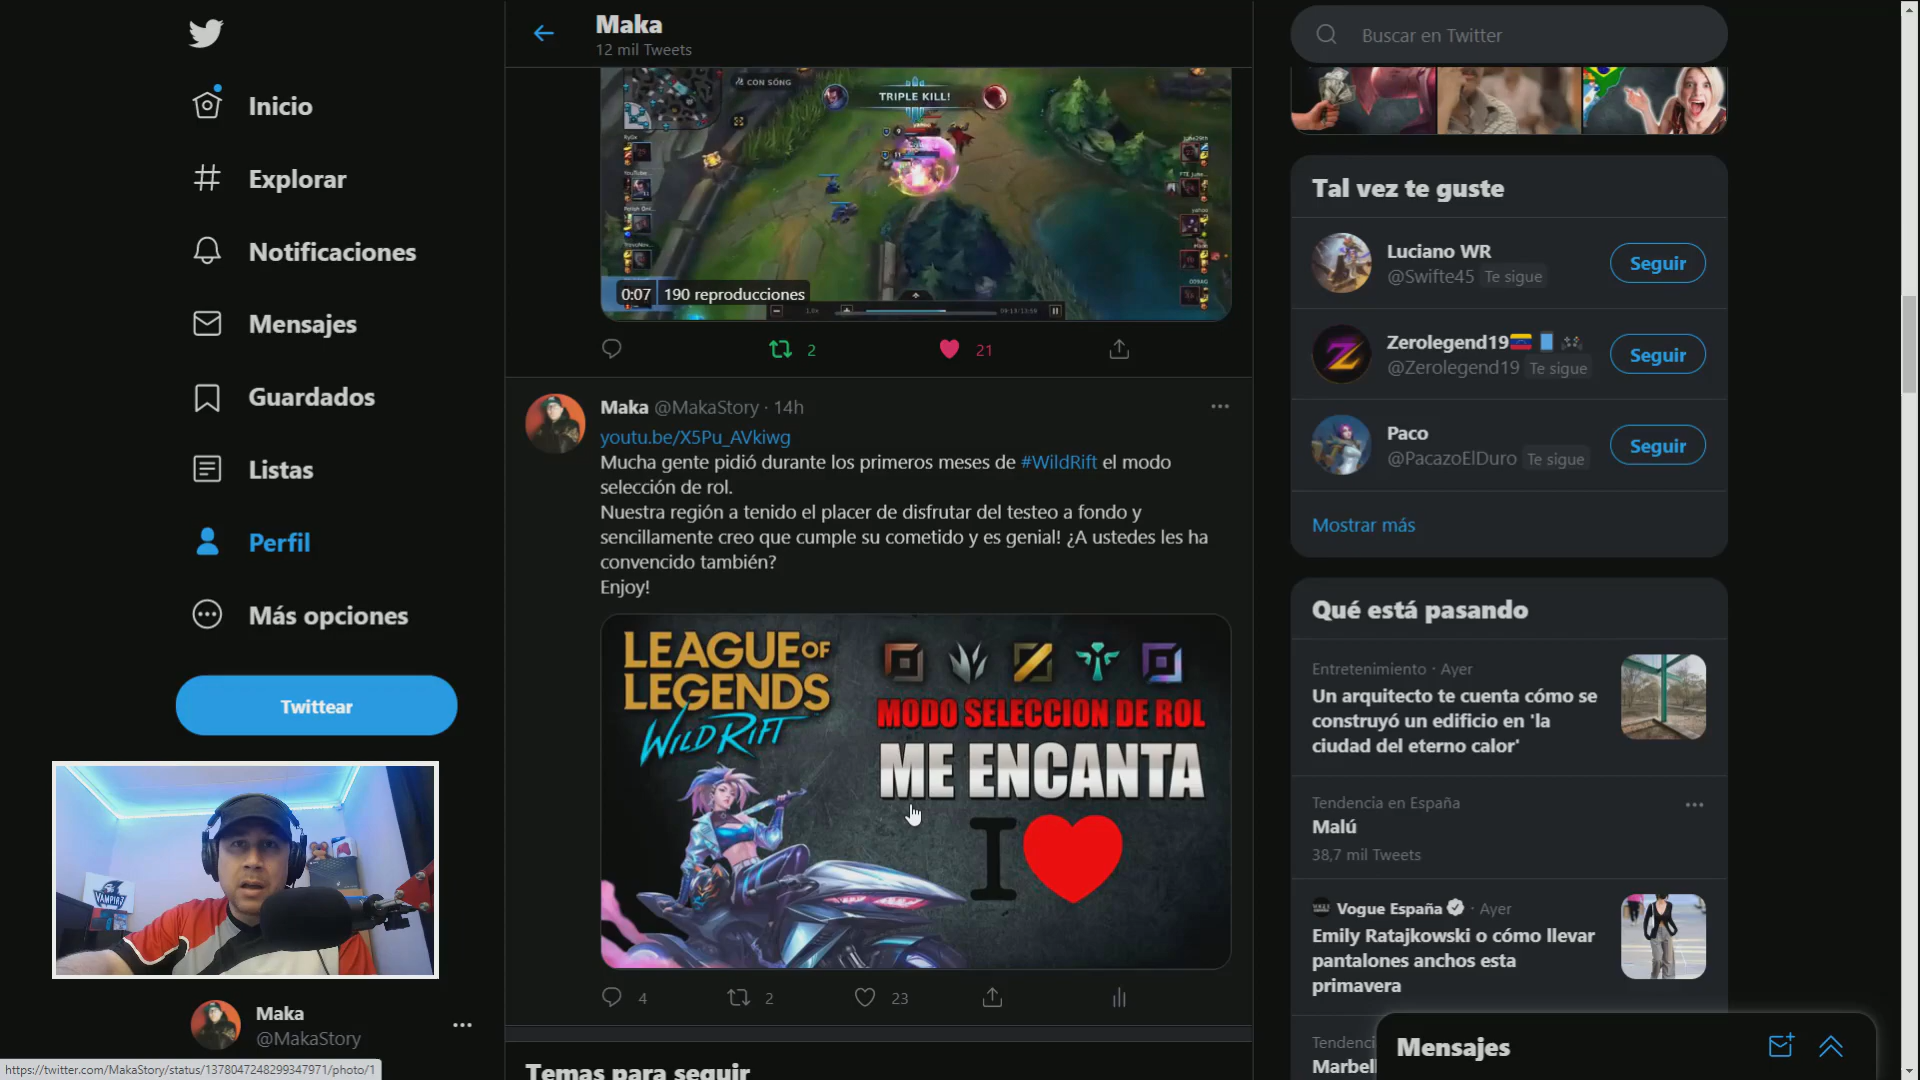 Inicio
Explorar
Notificaciones
Mensajes
Guardados
Listas
Perfil
Más opciones
Twittear
VAMPIR
Maka
@MakaStory
https://twitter.com/MakaStory/status/1378047248299347971/photo/1
Maka
12 mil Tweets
CON SÓNG
TRIPLE KILL!
0:07 190 reproducciones
2 21
Maka @MakaStory · 14h
youtu.be/X5Pu_AVkiwg
Mucha gente pidió durante los primeros meses de #WildRift el modo
selección de rol.
Nuestra región a tenido el placer de disfrutar del testeo a fondo y
sencillamente creo que cumple su cometido y es genial! ¿A ustedes les ha
convencido también?
Enjoy!
LEAGUE OF
LEGENDS
WILD RIFT
MODO SELECCION DE ROL
ME ENCANTA
I
4 2 23
Temas para seguir
Buscar en Twitter
Tal vez te guste
Luciano WR
@Swifte45 Te sigue
Seguir
Zerolegend19
@Zerolegend19 Te sigue
Seguir
Paco
@PacazoElDuro Te sigue
Seguir
Mostrar más
Qué está pasando
Entretenimiento · Ayer
Un arquitecto te cuenta cómo se
construyó un edificio en 'la
ciudad del eterno calor'
Tendencia en España
Malú
38,7 mil Tweets
Vogue España · Ayer
Emily Ratajkowski o cómo llevar
pantalones anchos esta
primavera
Tendenci
Marbel
Mensajes